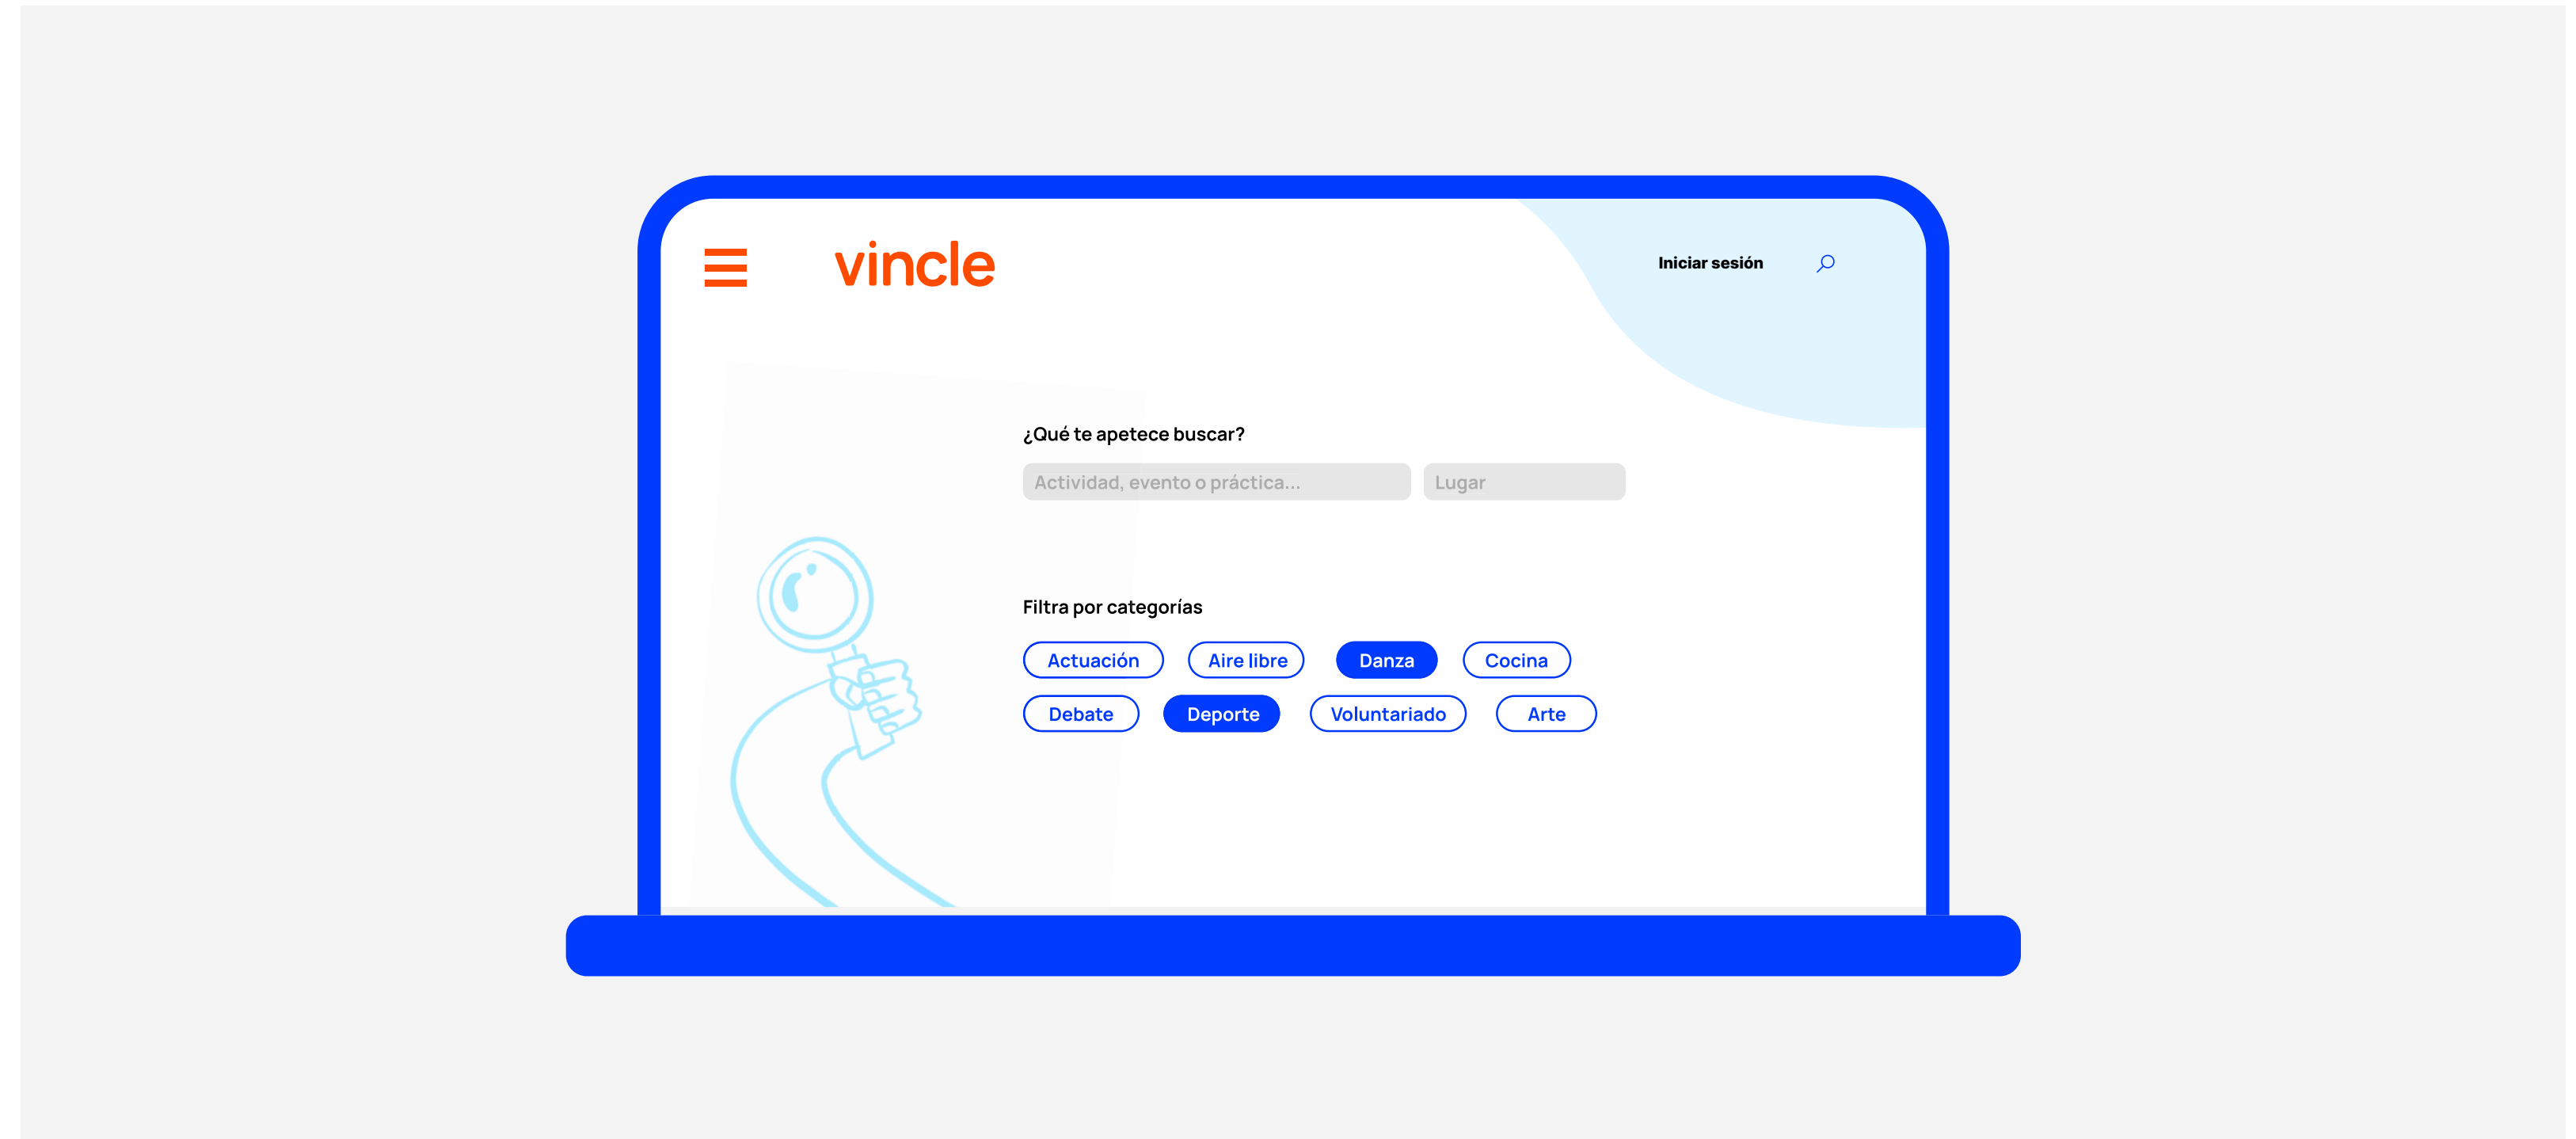 vincle
Iniciar sesión
¿Qué te apetece buscar?
Actividad, evento o práctica... Lugar
Filtra por categorías
Actuación Aire libre Danza Cocina
Debate Deporte Voluntariado Arte